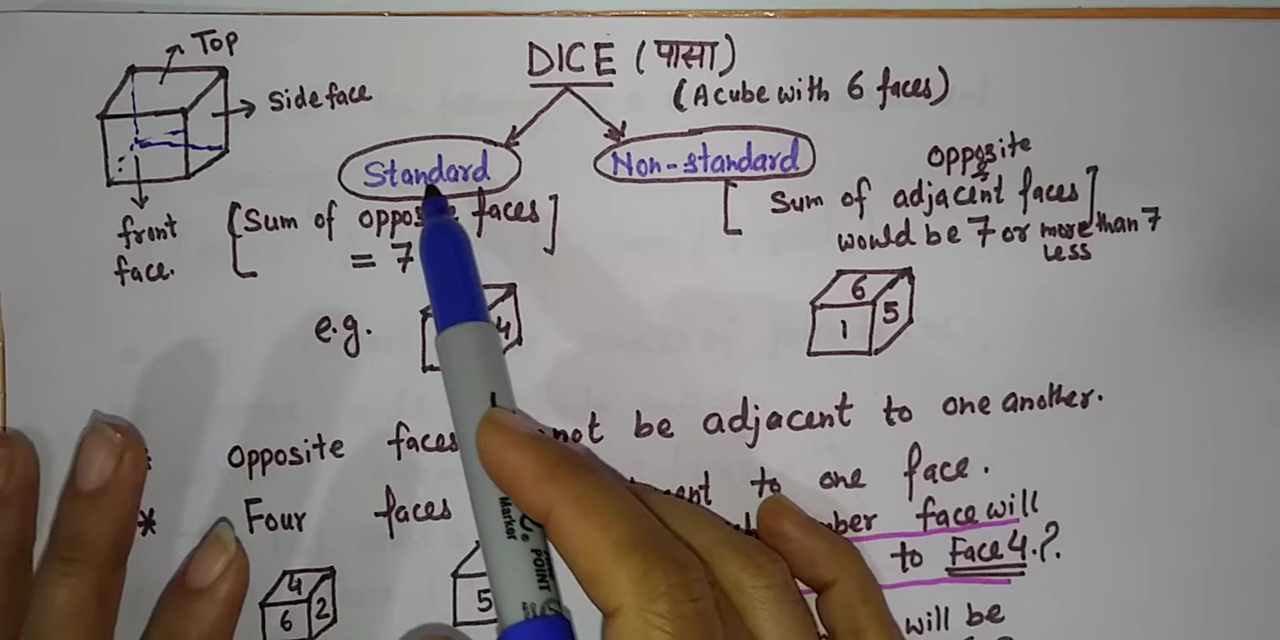 Top
DICE (पासा)
(A cube with 6 faces)
side face
front
face.
Standard
Non-standard
[Sum of faces]
= 7
opposite
[Sum of adjacent faces]
would be 7 or more than 7
less
e.g.
4
6
1 5
opposite faces not be adjacent to one another.
* Four faces to one face.
face will
to Face 4.?
4
6 2
5
will be
Marker
POINT